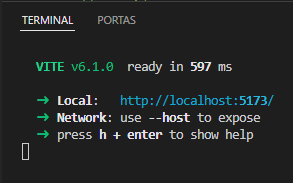 TERMINAL PORTAS
VITE v6.1.0 ready in 597 ms
➜ Local: http://localhost:5173/
➜ Network: use --host to expose
➜ press h + enter to show help